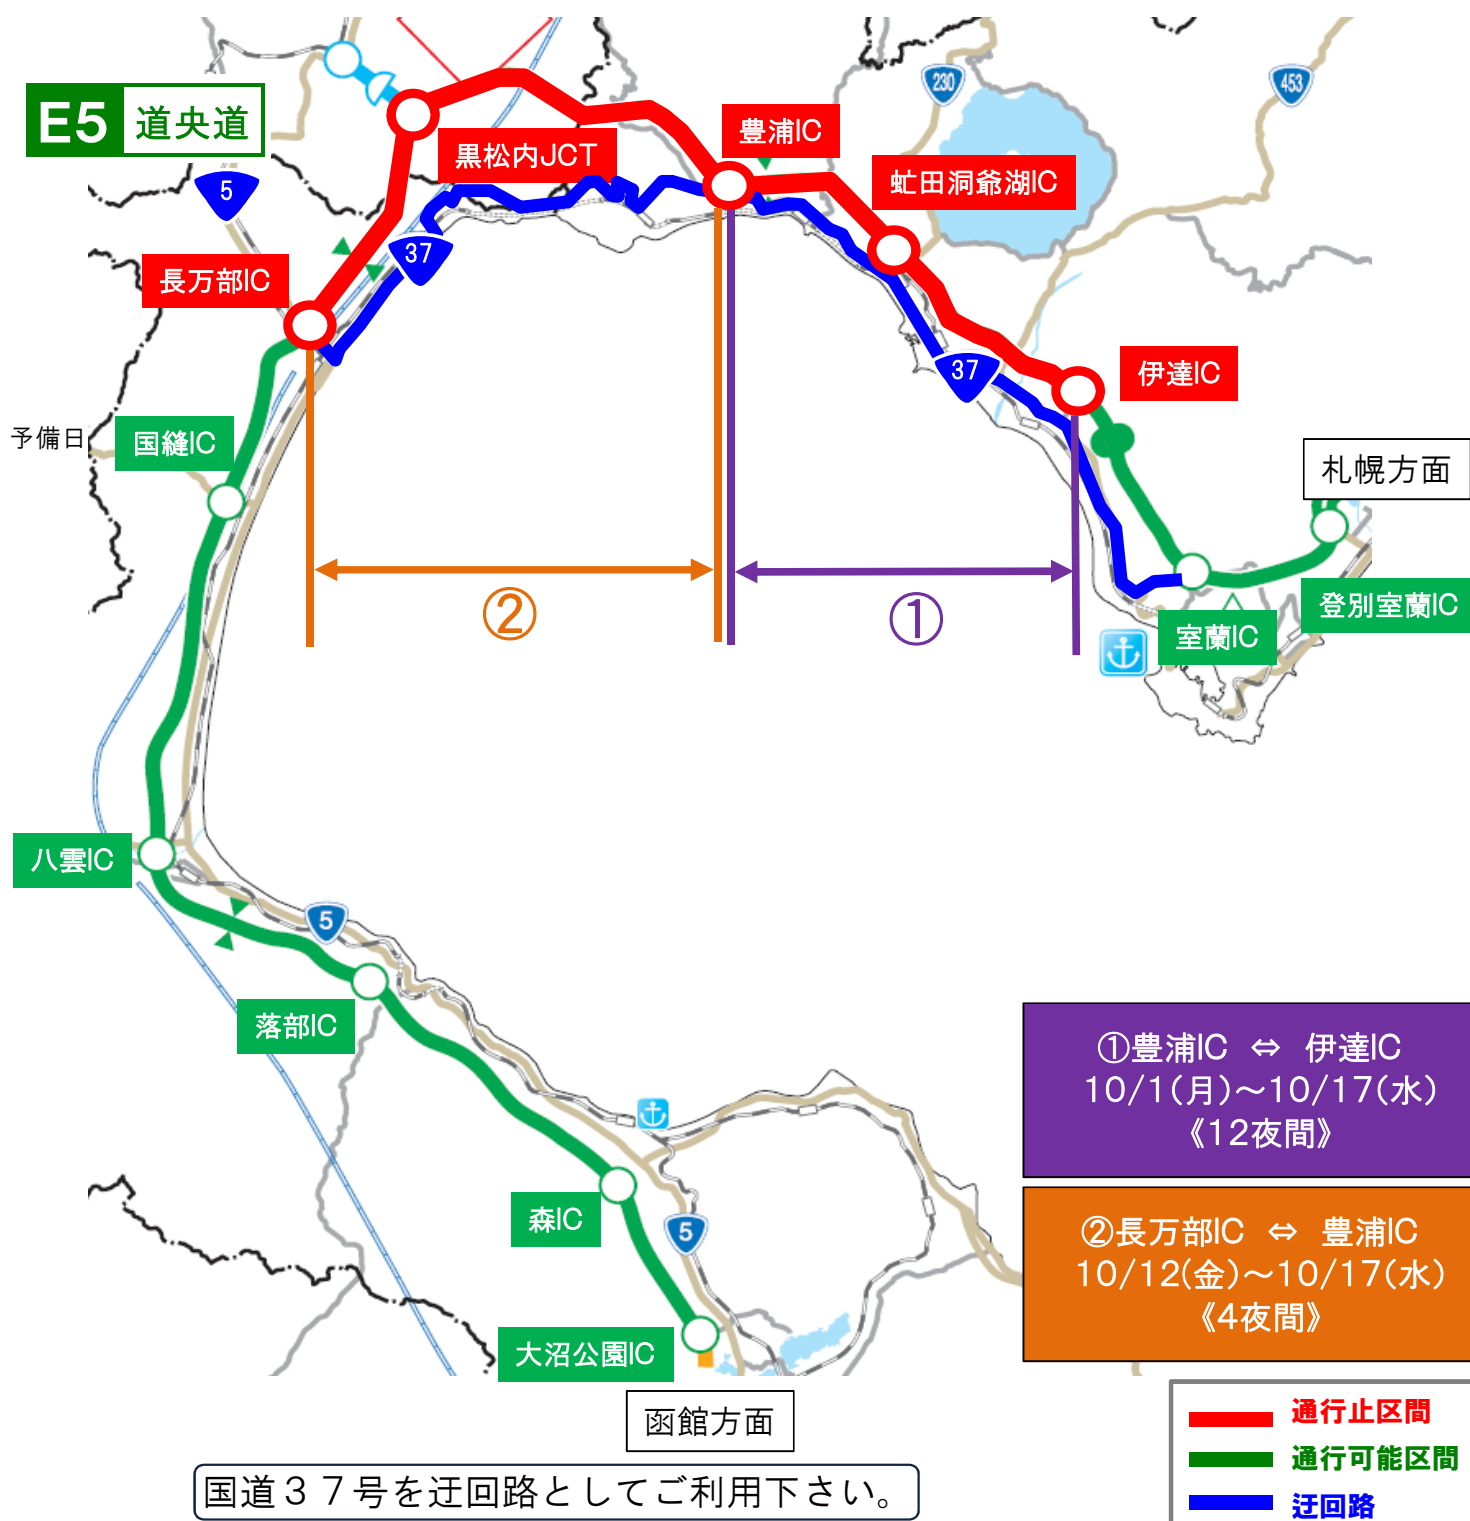 230
453
E5 道央道
豊浦IC
黒松内JCT
虻田洞爺湖IC
5
37
長万部IC
37
伊達IC
国縫IC
予備日
札幌方面
②
①
登別室蘭IC
室蘭IC
八雲IC
5
落部IC
①豊浦IC ⇔ 伊達IC
10/1(月)～10/17(水)
《12夜間》
森IC
5
②長万部IC ⇔ 豊浦IC
10/12(金)～10/17(水)
《4夜間》
大沼公園IC
函館方面
通行止区間
通行可能区間
迂回路
国道３７号を迂回路としてご利用下さい。